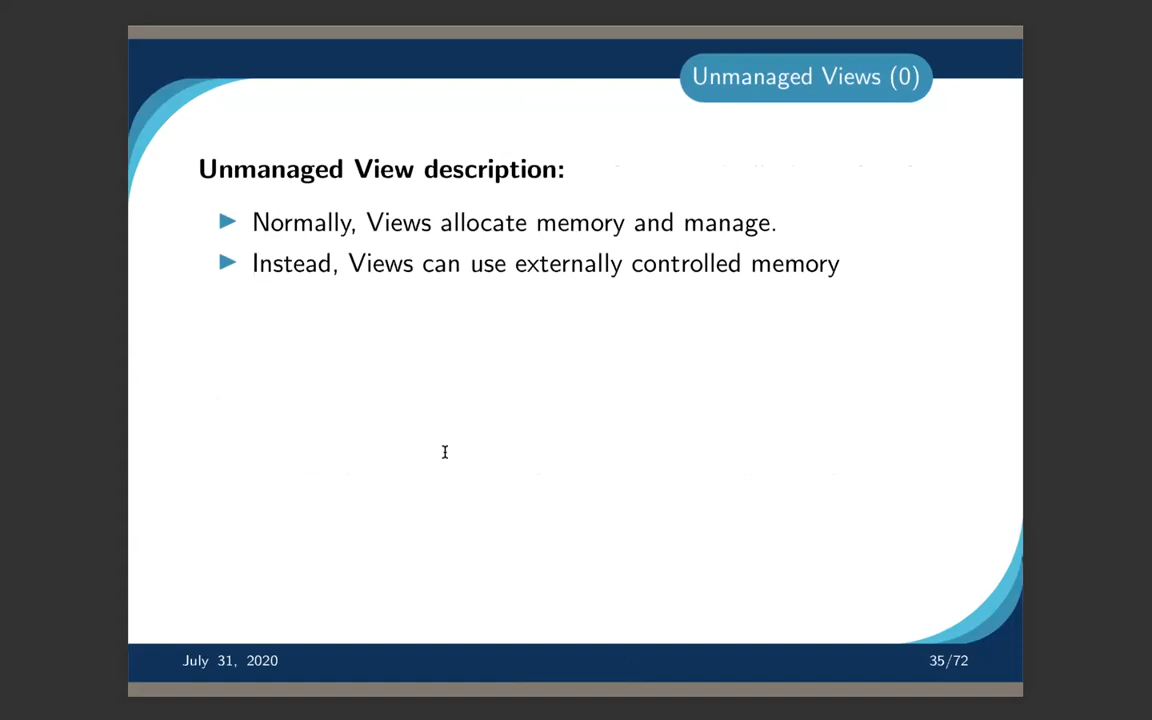 Unmanaged Views (0)
Unmanaged View description:
Normally, Views allocate memory and manage.
Instead, Views can use externally controlled memory
July 31, 2020
35/72